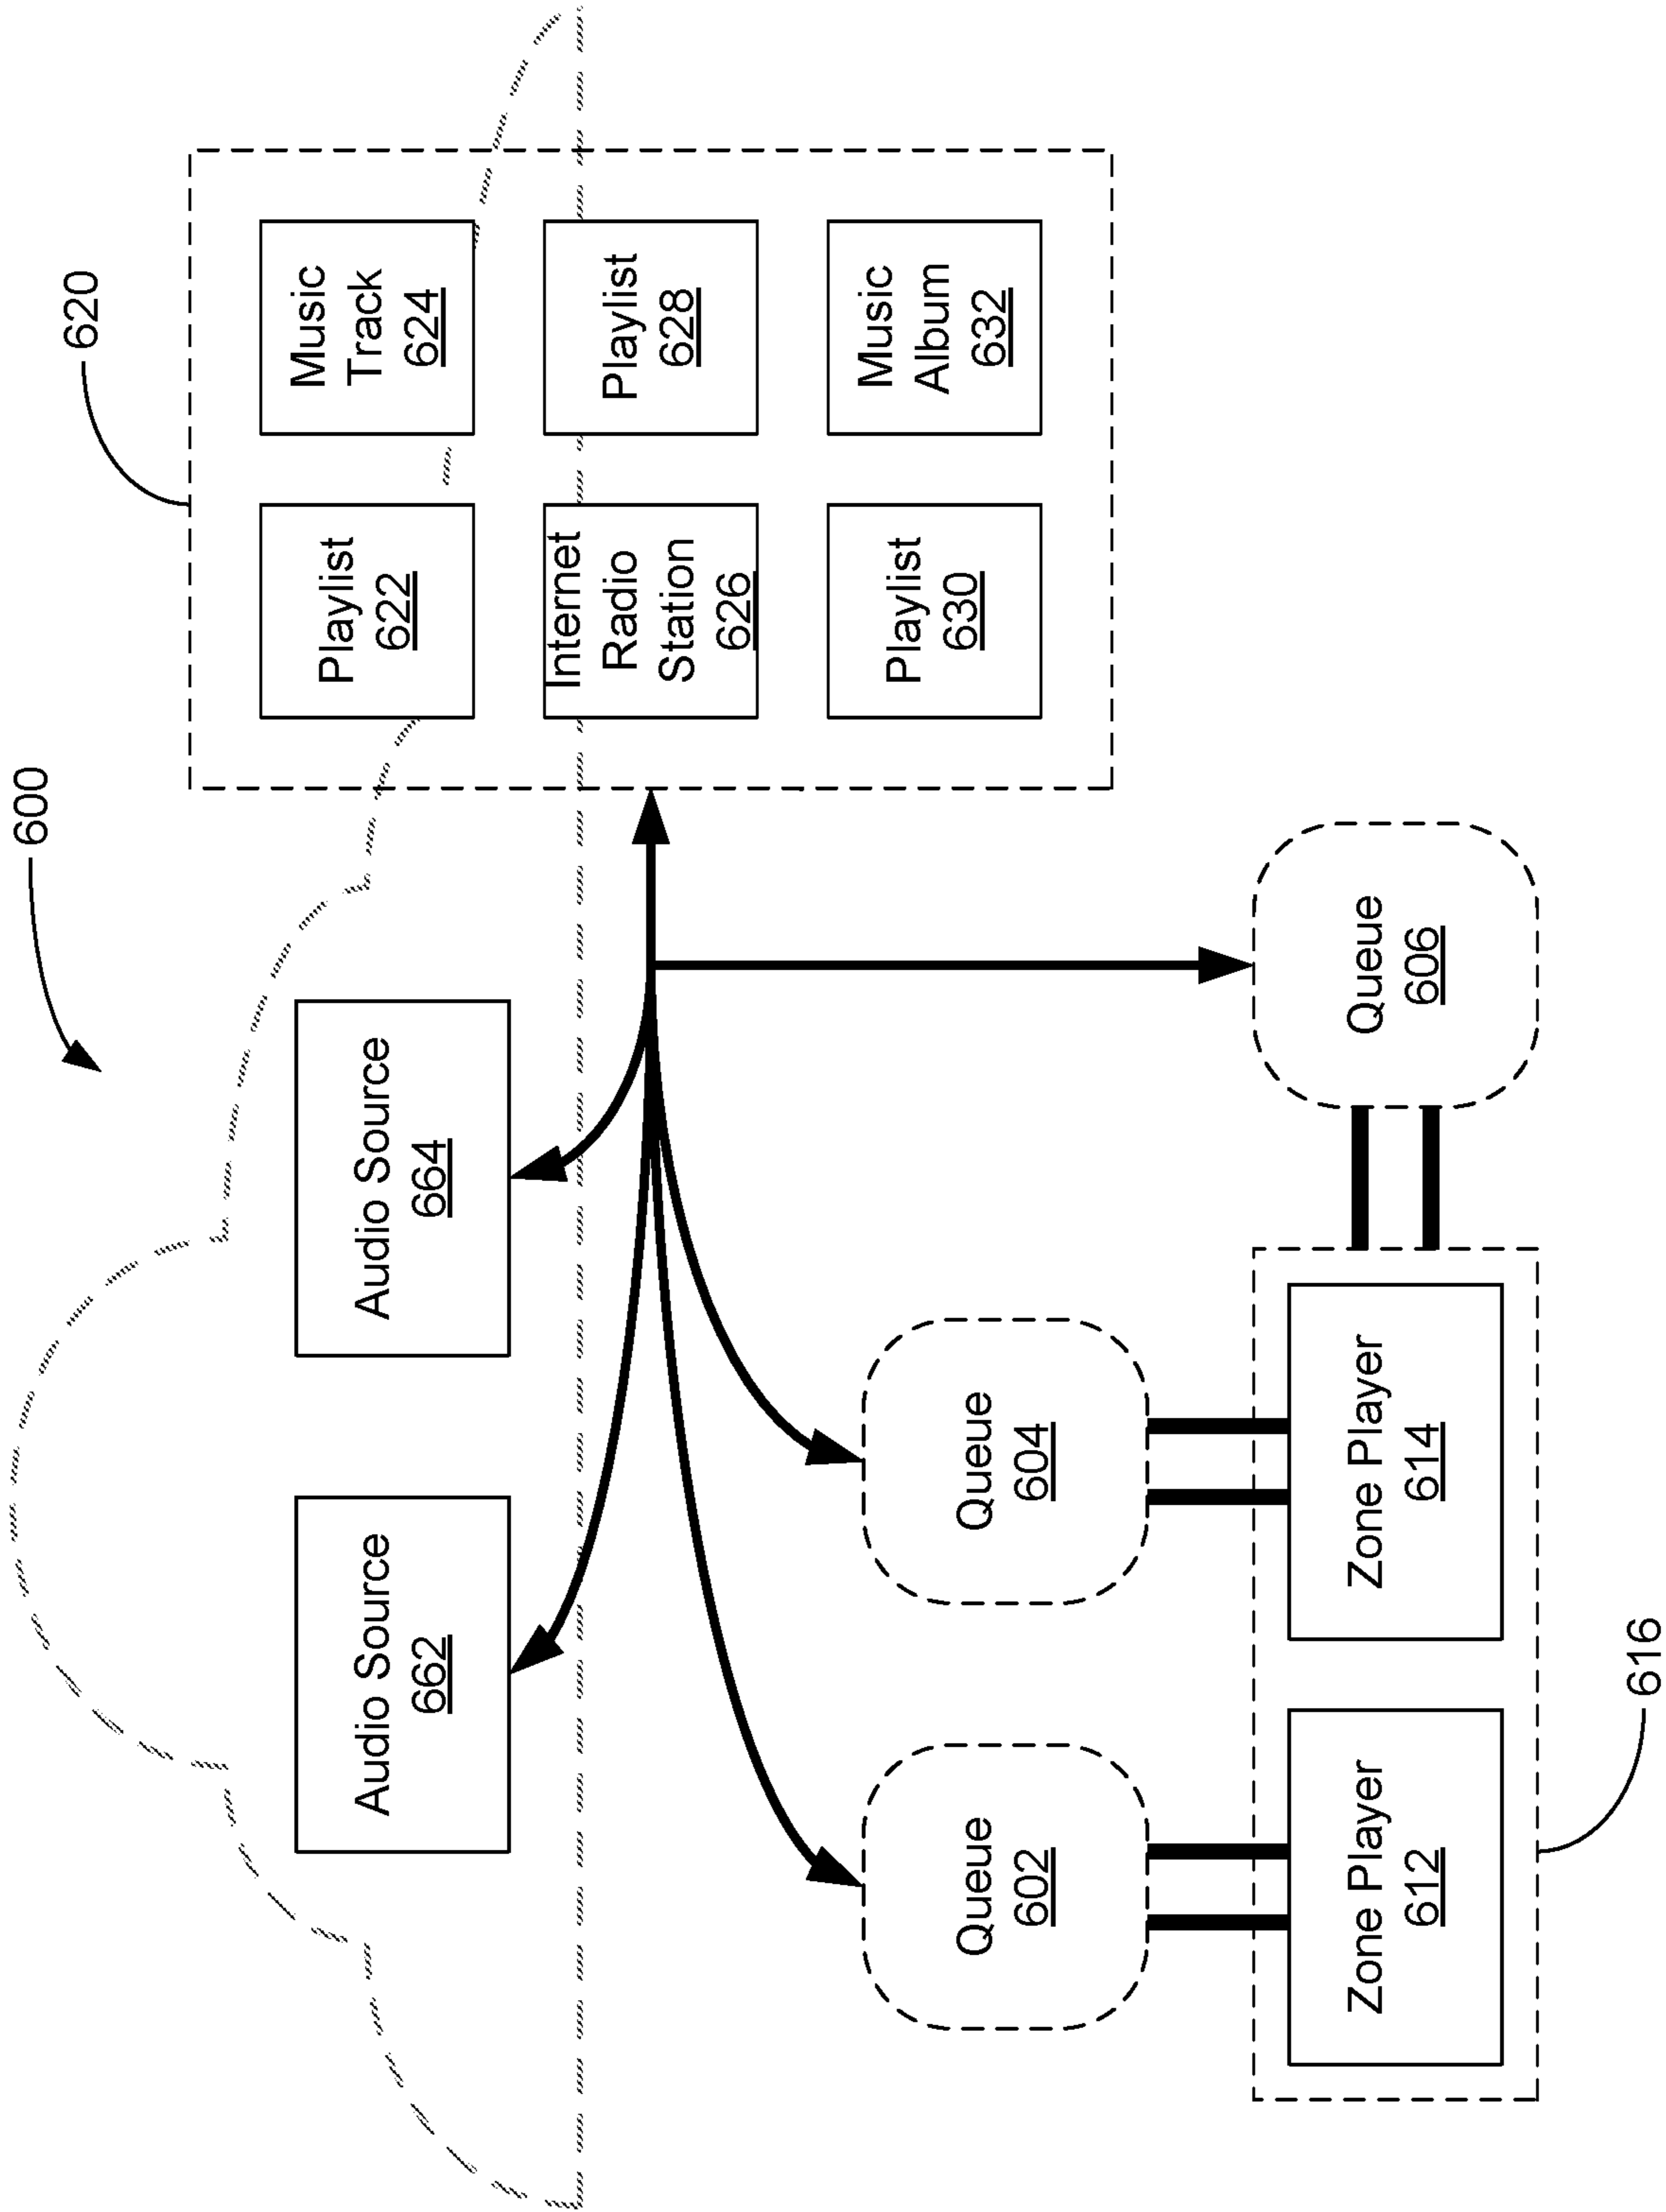 600
620
Audio Source
662
Audio Source
664
Playlist
622
Music
Track
624
Internet
Radio
Station
626
Playlist
628
Playlist
630
Music
Album
632
Queue
602
Queue
604
Queue
606
Zone Player
612
Zone Player
614
616